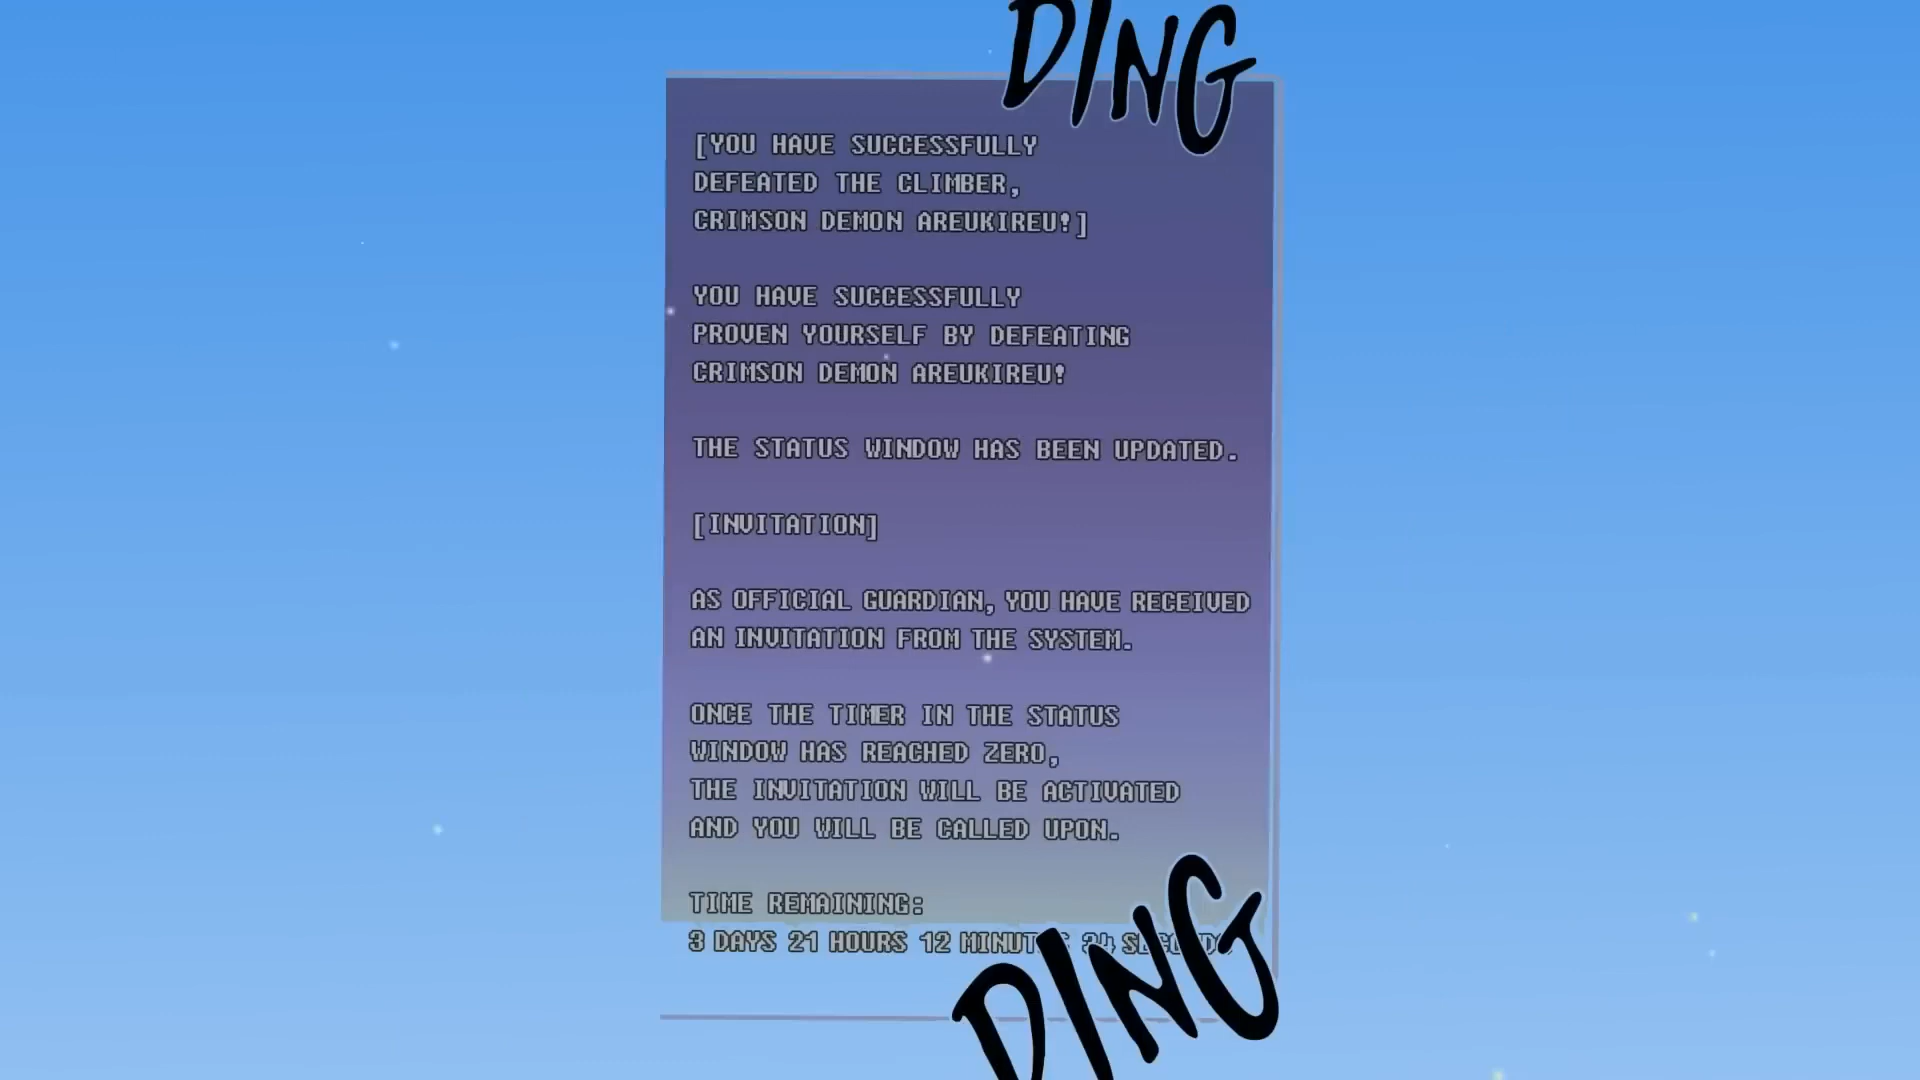 DING
[YOU HAVE SUCCESSFULLY
DEFEATED THE CLIMBER,
CRIMSON DEMON AREUKIREU!]
YOU HAVE SUCCESSFULLY
PROVEN YOURSELF BY DEFEATING
CRIMSON DEMON AREUKIREU!
THE STATUS WINDOW HAS BEEN UPDATED.
[INVITATION]
AS OFFICIAL GUARDIAN, YOU HAVE RECEIVED
AN INVITATION FROM THE SYSTEM.
ONCE THE TIMER IN THE STATUS
WINDOW HAS REACHED ZERO,
THE INVITATION WILL BE ACTIVATED
AND YOU WILL BE CALLED UPON.
TIME REMAINING:
3 DAYS 21 HOURS 12 MINUTES 34 SECONDS
DING